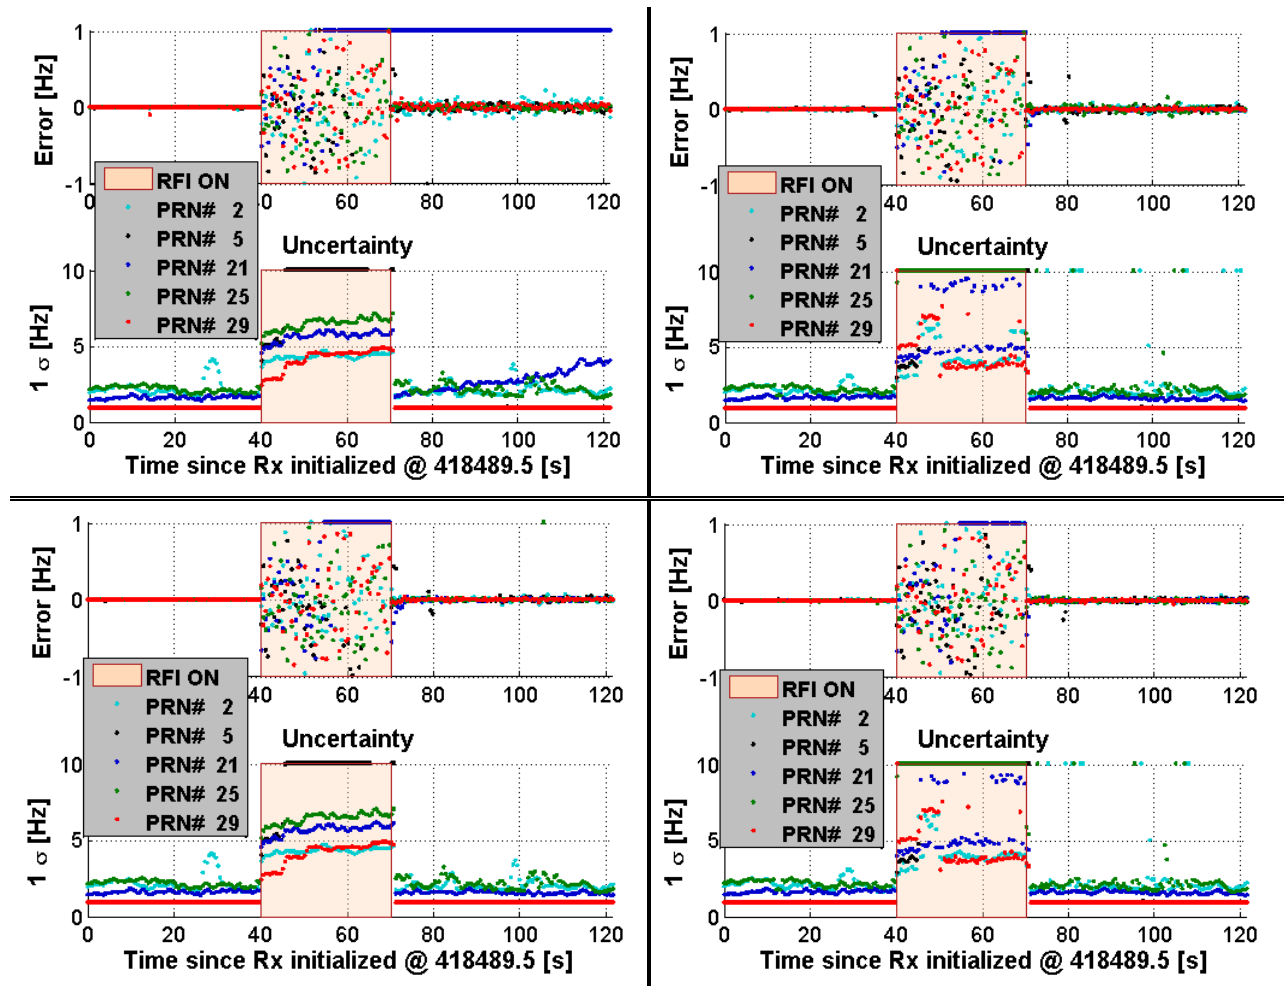 1
0
-1
Error [Hz]
0 20 40 60 80 100 120
RFI ON
PRN# 2
PRN# 5
PRN# 21
PRN# 25
PRN# 29
Uncertainty
10
5
0
1 σ [Hz]
0 20 40 60 80 100 120
Time since Rx initialized @ 418489.5 [s]
1
0
-1
Error [Hz]
0 20 40 60 80 100 120
RFI ON
PRN# 2
PRN# 5
PRN# 21
PRN# 25
PRN# 29
Uncertainty
10
5
0
1 σ [Hz]
0 20 40 60 80 100 120
Time since Rx initialized @ 418489.5 [s]
1
0
-1
Error [Hz]
0 20 40 60 80 100 120
RFI ON
PRN# 2
PRN# 5
PRN# 21
PRN# 25
PRN# 29
Uncertainty
10
5
0
1 σ [Hz]
0 20 40 60 80 100 120
Time since Rx initialized @ 418489.5 [s]
1
0
-1
Error [Hz]
0 20 40 60 80 100 120
RFI ON
PRN# 2
PRN# 5
PRN# 21
PRN# 25
PRN# 29
Uncertainty
10
5
0
1 σ [Hz]
0 20 40 60 80 100 120
Time since Rx initialized @ 418489.5 [s]